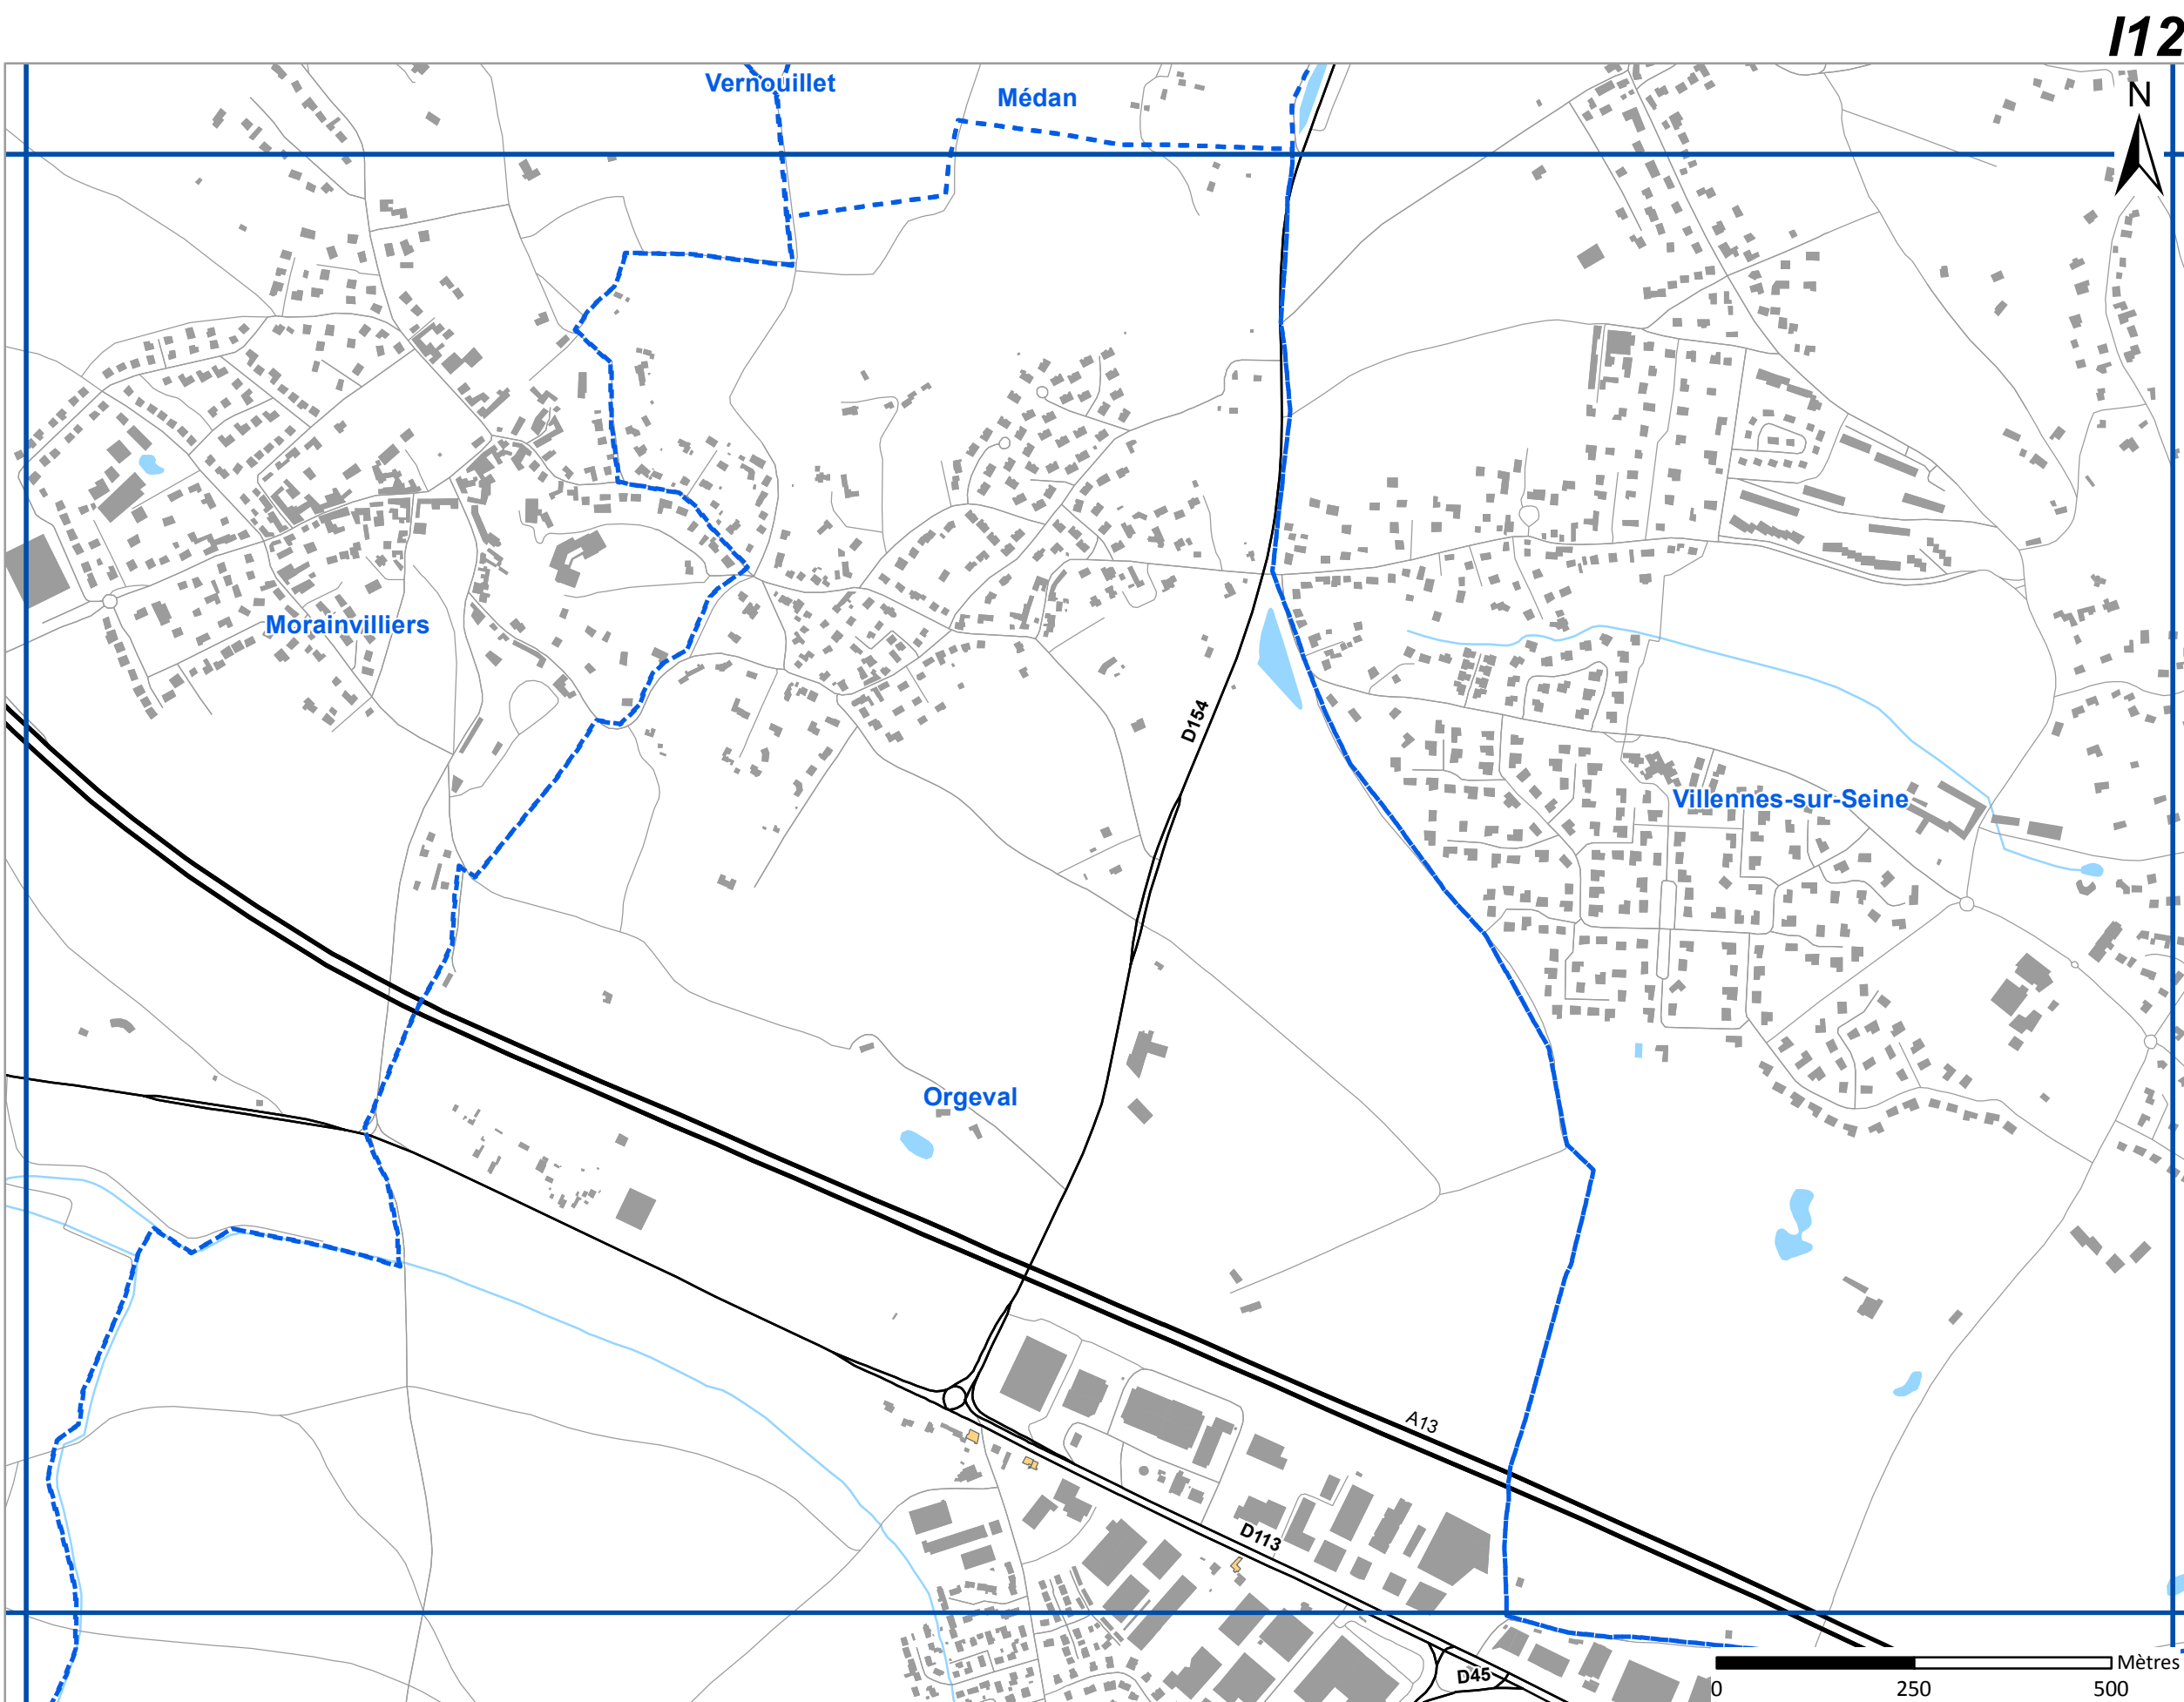 I12
Vernouillet
Médan
N
Morainvilliers
D154
Villennes-sur-Seine
Orgeval
A13
D113
D45
Mètres
0 250 500